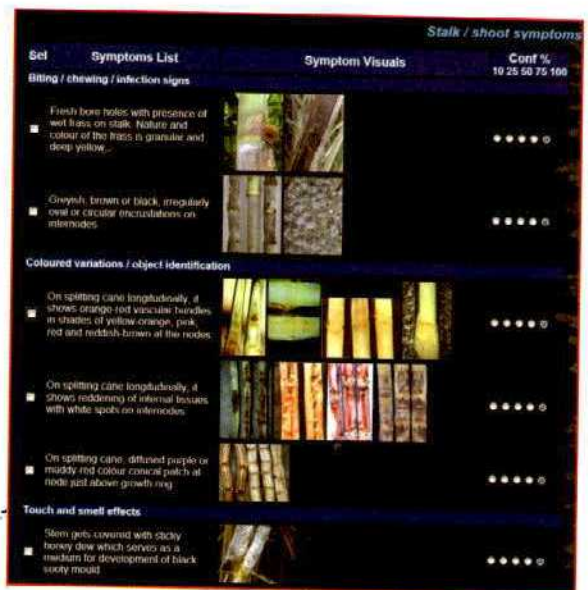 Stalk / shoot symptoms
Sel Symptoms List Symptom Visuals Conf %
10 25 50 75 100
Biting / chewing / infection signs
Fresh bore holes with presence of
wet frass on stalk. Nature and
colour of the frass is granular and
deep yellow...
Greyish, brown or black, irregularly
oval or circular encrustations on
internodes
Coloured variations / object identification
On splitting cane longitudinally, it
shows orange-red vascular bundles
in shades of yellow-orange, pink,
red and reddish-brown at the nodes
On splitting cane longitudinally, it
shows reddening of internal tissues
with white spots on internodes
On splitting cane, diffused purple or
muddy red colour conical patch at
node just above growth ring
Touch and smell effects
Stem gets covered with sticky
honey dew which serves as a
medium for development of black
sooty mould